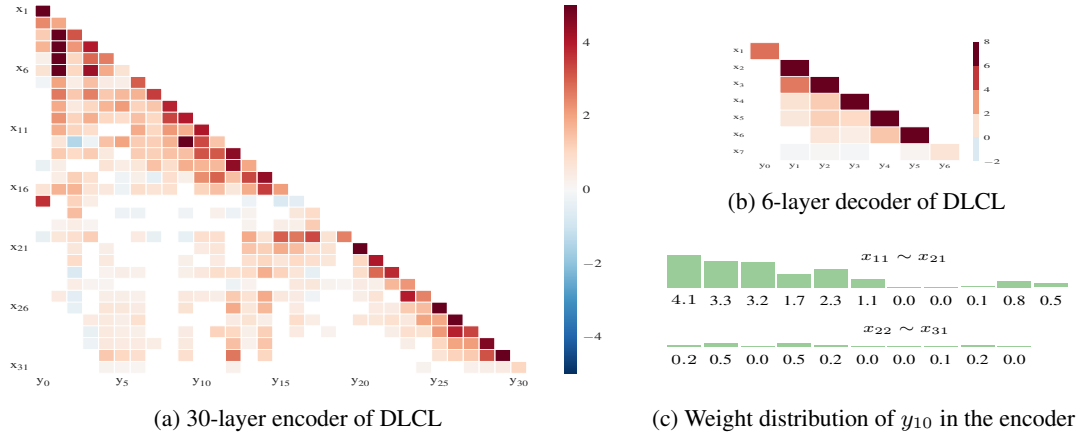 x1
x6
x11
x16
x21
x26
x31
y0 y5 y10 y15 y20 y25 y30
4
2
0
−2
−4
(a) 30-layer encoder of DLCL
x1
x2
x3
x4
x5
x6
x7
y0 y1 y2 y3 y4 y5 y6
8
6
4
2
0
−2
(b) 6-layer decoder of DLCL
x11 ∼ x21
4.1 3.3 3.2 1.7 2.3 1.1 0.0 0.0 0.1 0.8 0.5
x22 ∼ x31
0.2 0.5 0.0 0.5 0.2 0.0 0.0 0.1 0.2 0.0
(c) Weight distribution of y10 in the encoder